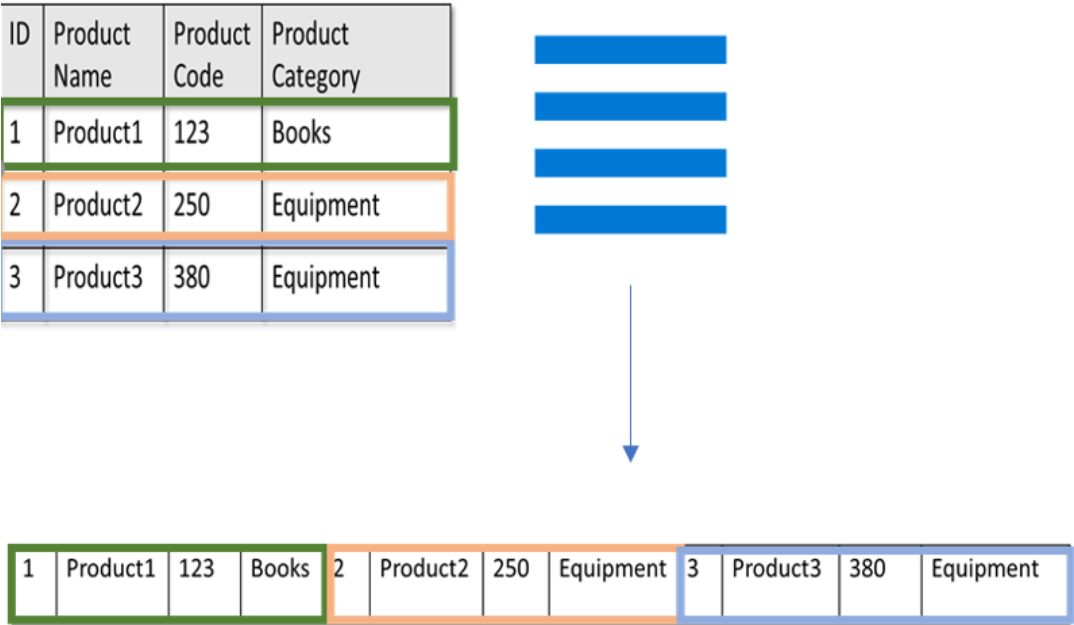 ID Product Name Product Code Product Category
1 Product1 123 Books
2 Product2 250 Equipment
3 Product3 380 Equipment
1 Product1 123 Books 2 Product2 250 Equipment 3 Product3 380 Equipment